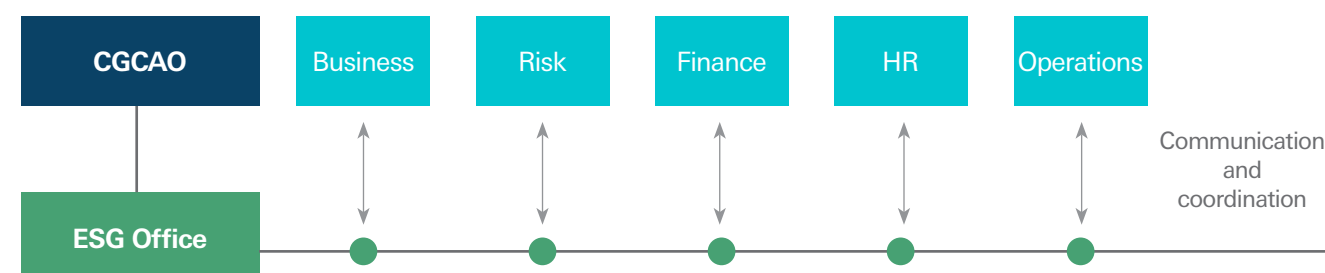 CGCAO
Business
Risk
Finance
HR
Operations
Communication
and
coordination
ESG Office